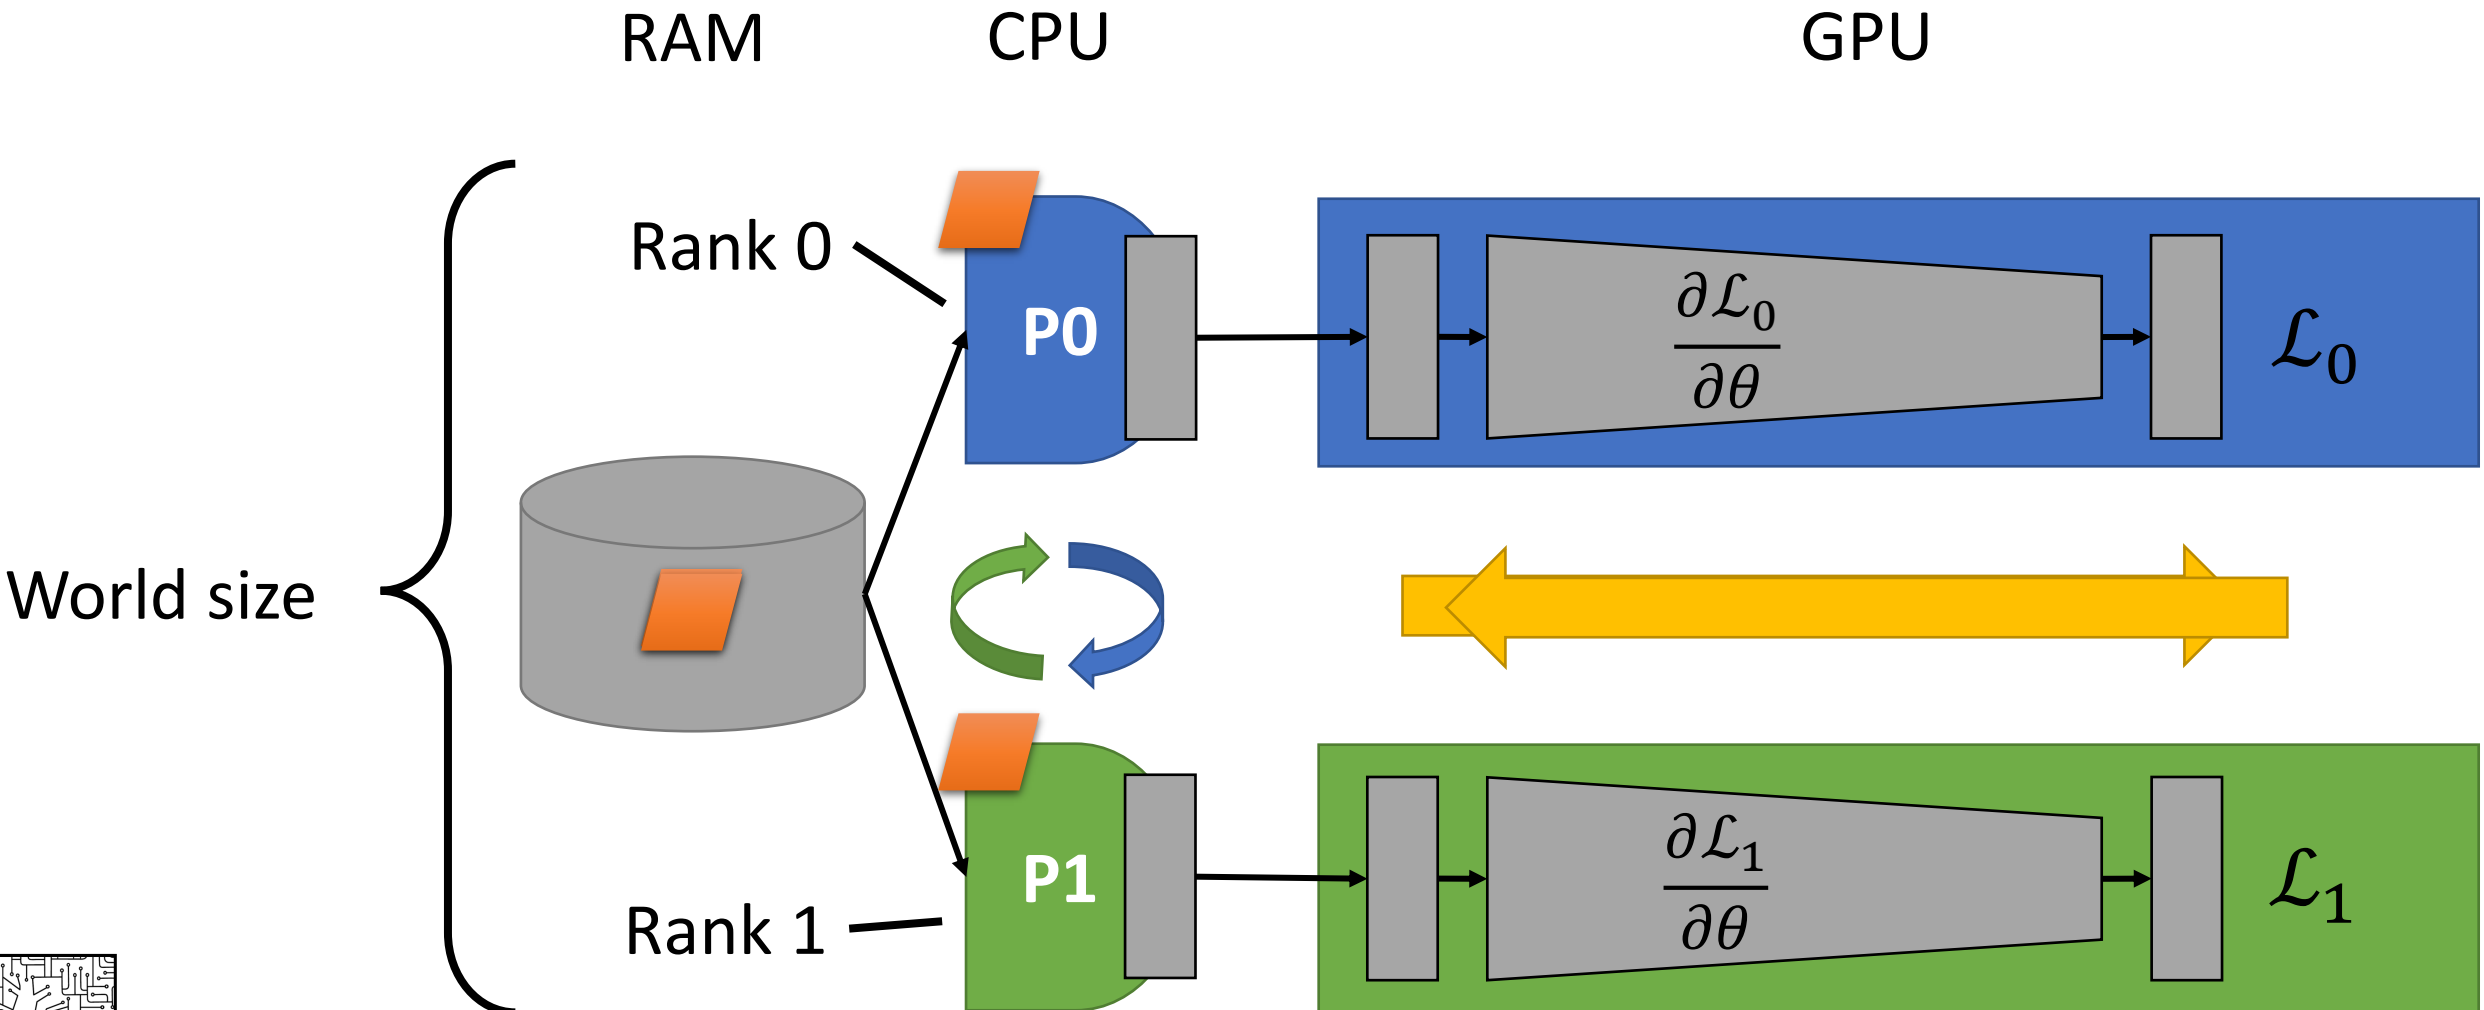 RAM CPU GPU
Rank 0
P0
∂ℒ₀
∂θ
ℒ₀
World size
P1
∂ℒ₁
∂θ
ℒ₁
Rank 1